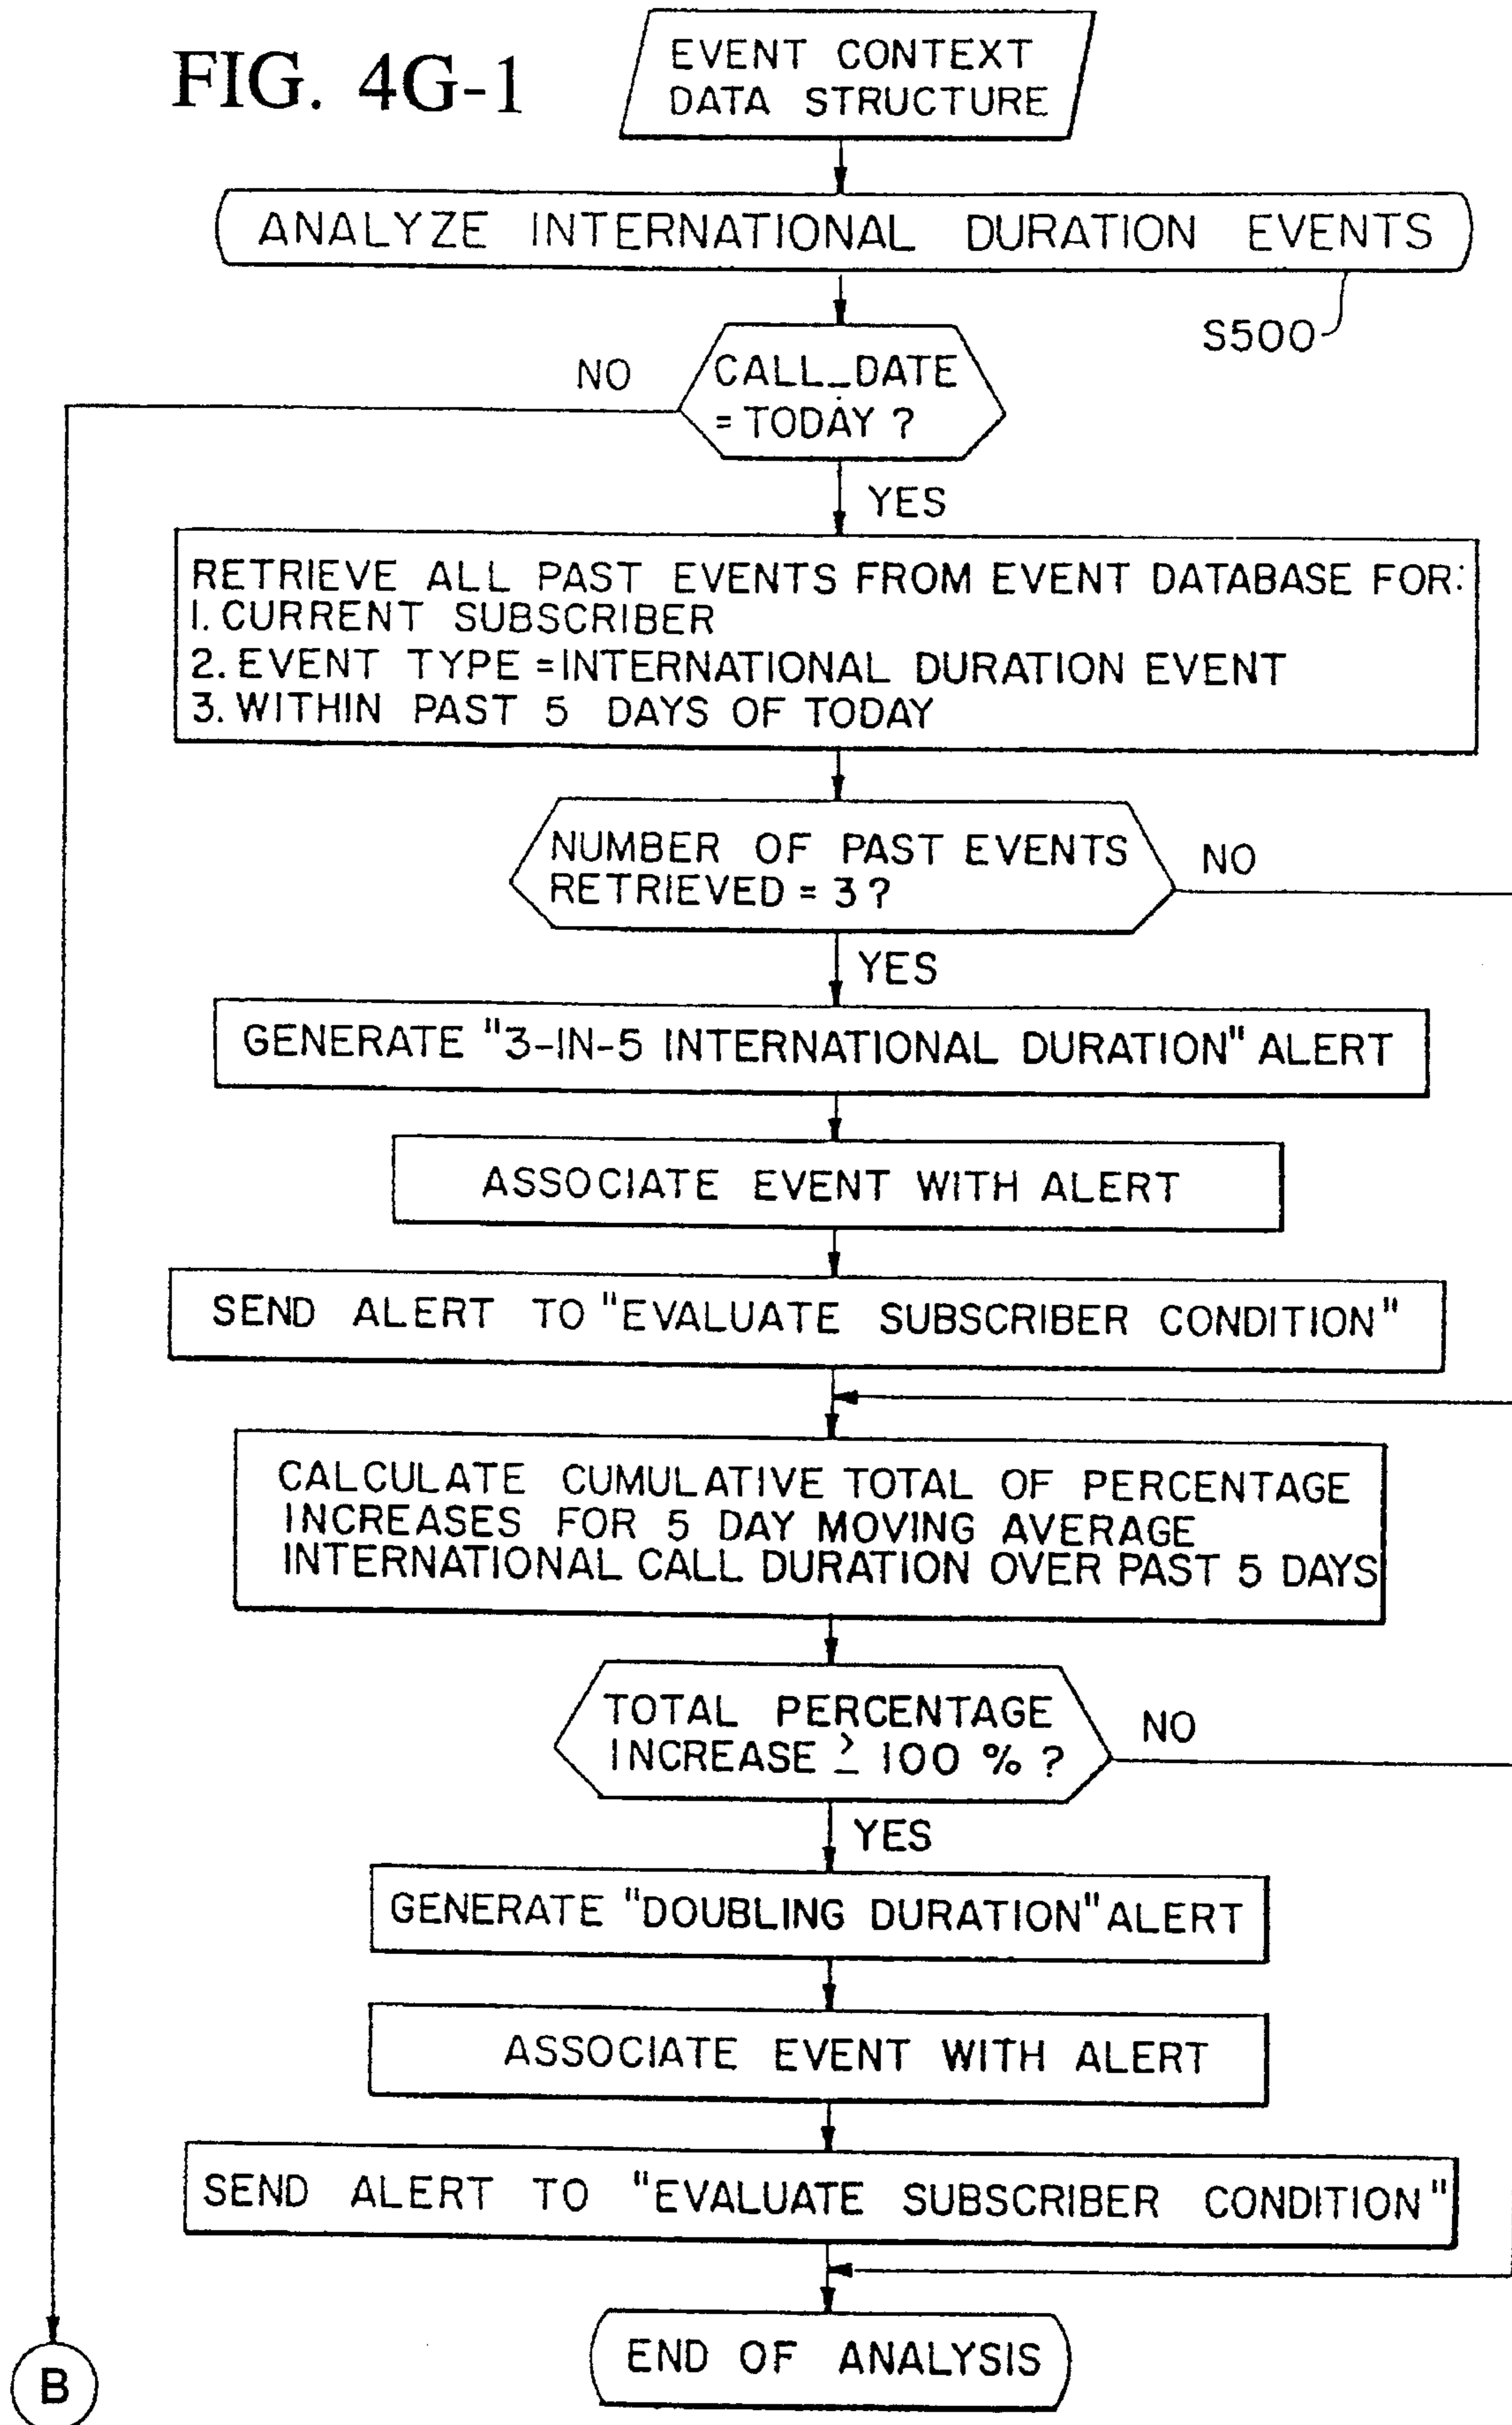 FIG. 4G-1
EVENT CONTEXT
DATA STRUCTURE
ANALYZE INTERNATIONAL DURATION EVENTS
S500
NO
CALL_DATE
= TODAY ?
YES
RETRIEVE ALL PAST EVENTS FROM EVENT DATABASE FOR:
1. CURRENT SUBSCRIBER
2. EVENT TYPE = INTERNATIONAL DURATION EVENT
3. WITHIN PAST 5 DAYS OF TODAY
NUMBER OF PAST EVENTS
RETRIEVED = 3 ?
NO
YES
GENERATE "3-IN-5 INTERNATIONAL DURATION" ALERT
ASSOCIATE EVENT WITH ALERT
SEND ALERT TO "EVALUATE SUBSCRIBER CONDITION"
CALCULATE CUMULATIVE TOTAL OF PERCENTAGE
INCREASES FOR 5 DAY MOVING AVERAGE
INTERNATIONAL CALL DURATION OVER PAST 5 DAYS
TOTAL PERCENTAGE
INCREASE ≥ 100 % ?
NO
YES
GENERATE "DOUBLING DURATION" ALERT
ASSOCIATE EVENT WITH ALERT
SEND ALERT TO "EVALUATE SUBSCRIBER CONDITION"
END OF ANALYSIS
B